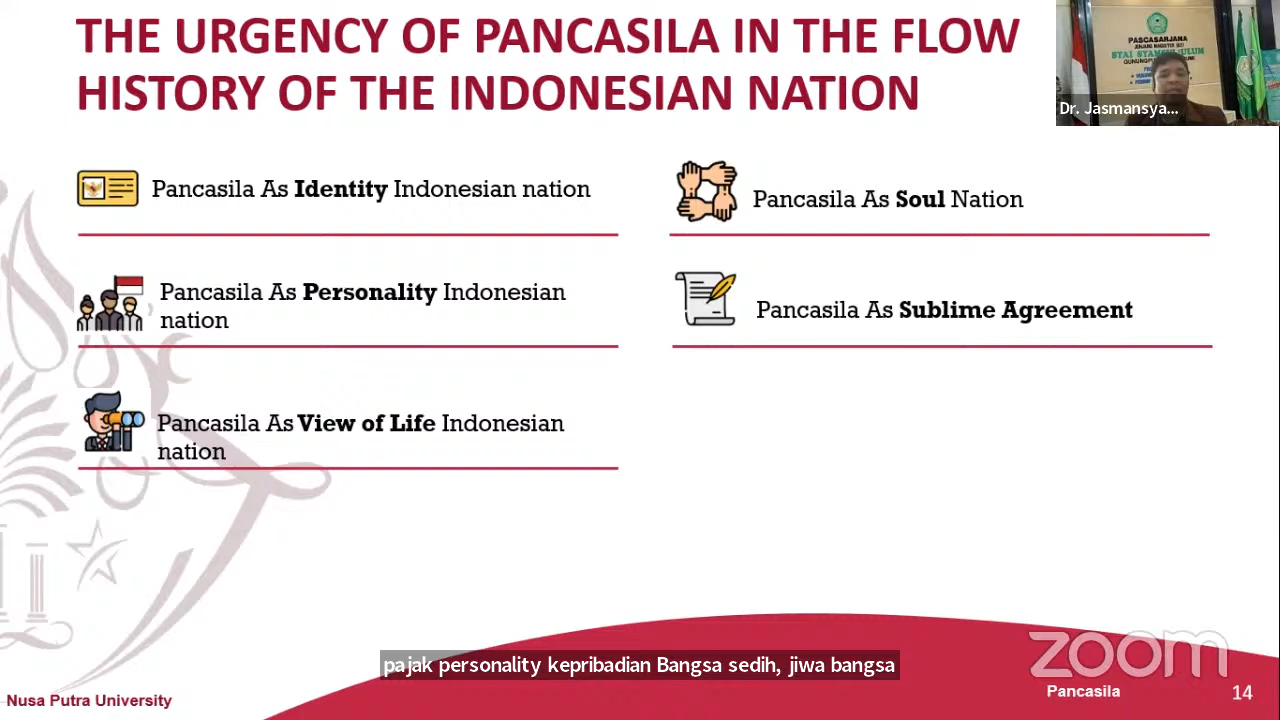 THE URGENCY OF PANCASILA IN THE FLOW
HISTORY OF THE INDONESIAN NATION
PASCASARJANA
Dr. Jasmansya...
Pancasila As Identity Indonesian nation
Pancasila As Personality Indonesian
nation
Pancasila As View of Life Indonesian
nation
Pancasila As Soul Nation
Pancasila As Sublime Agreement
pajak personality kepribadian Bangsa sedih, jiwa bangsa
zoom
Nusa Putra University
Pancasila
14